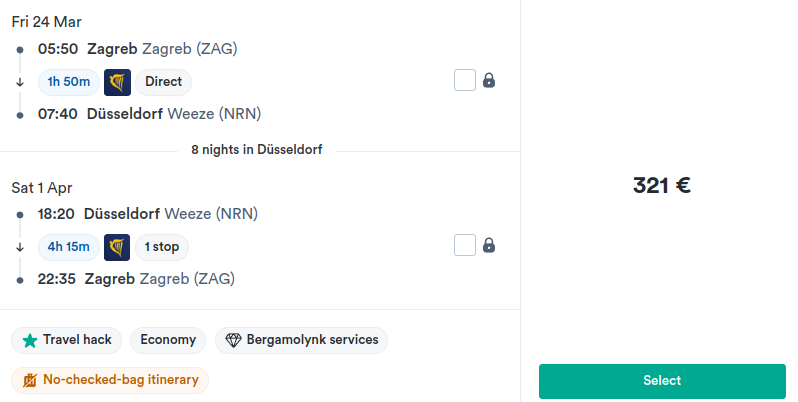 Fri 24 Mar
05:50 Zagreb Zagreb (ZAG)
1h 50m Direct
07:40 Düsseldorf Weeze (NRN)
8 nights in Düsseldorf
Sat 1 Apr
18:20 Düsseldorf Weeze (NRN)
4h 15m 1 stop
22:35 Zagreb Zagreb (ZAG)
321 €
Travel hack Economy Bergamolynk services
No-checked-bag itinerary
Select